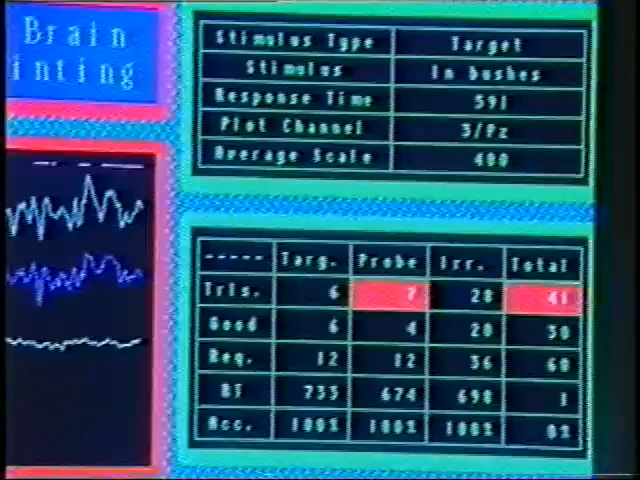 Brain
inting
Stimulus Type Target
Stimulus In bushes
Response Time 591
Plot Channel 3/Pz
Average Scale 400
----- Targ. Probe Irr. Total
Trls. 6 7 28 41
Good 6 4 20 30
Req. 12 12 36 60
RT 733 674 698 1
Acc. 100% 100% 100% 0%